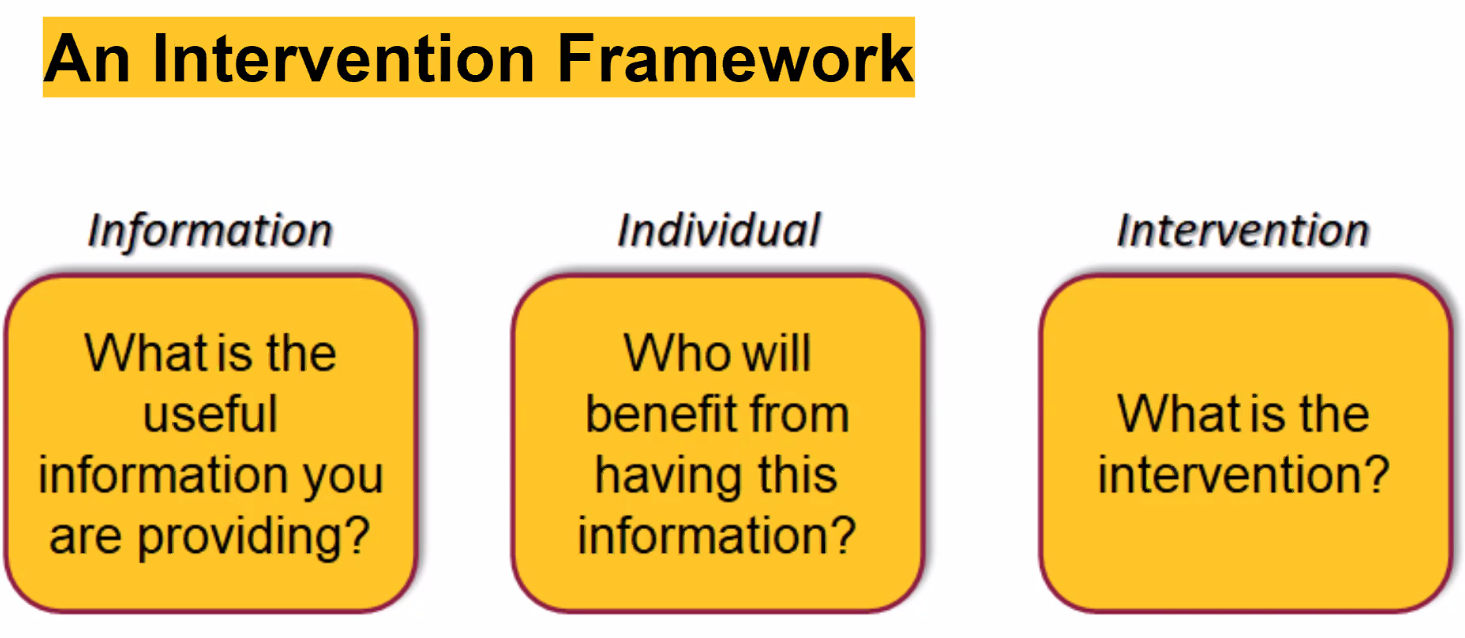 An Intervention Framework
Information
What is the
useful
information you
are providing?
Individual
Who will
benefit from
having this
information?
Intervention
What is the
intervention?